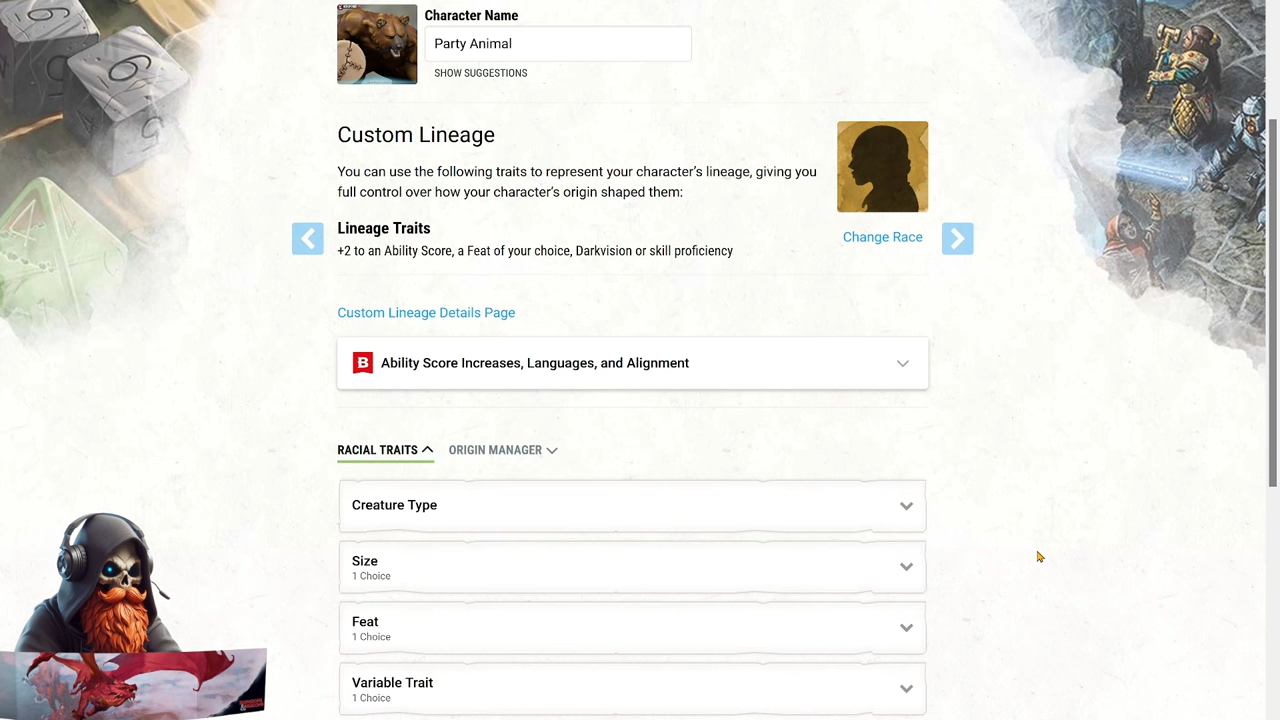 Character Name
Party Animal
SHOW SUGGESTIONS
Custom Lineage
You can use the following traits to represent your character's lineage, giving you
full control over how your character's origin shaped them:
Lineage Traits
+2 to an Ability Score, a Feat of your choice, Darkvision or skill proficiency
Change Race
Custom Lineage Details Page
B Ability Score Increases, Languages, and Alignment
RACIAL TRAITS ORIGIN MANAGER
Creature Type
Size
1 Choice
Feat
1 Choice
Variable Trait
1 Choice